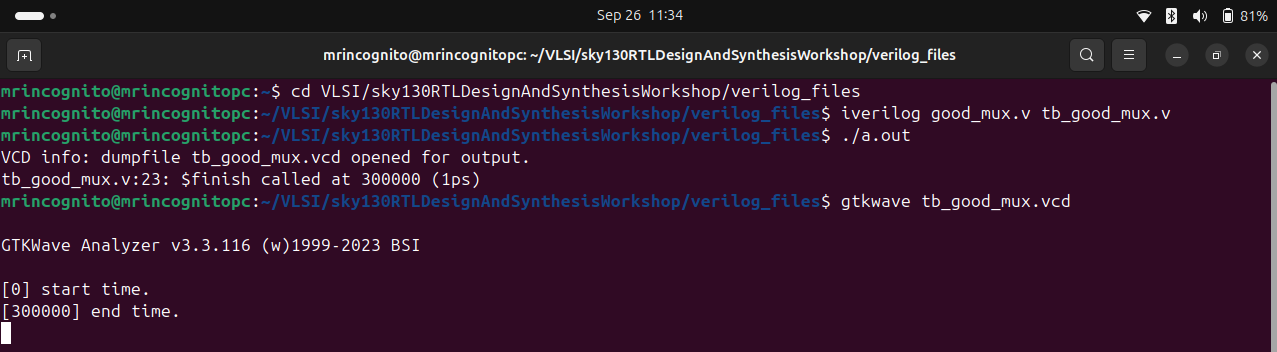 Sep 26 11:34
81%
mrincognito@mrincognitopc: ~/VLSI/sky130RTLDesignAndSynthesisWorkshop/verilog_files
mrincognito@mrincognitopc:~$ cd VLSI/sky130RTLDesignAndSynthesisWorkshop/verilog_files
mrincognito@mrincognitopc:~/VLSI/sky130RTLDesignAndSynthesisWorkshop/verilog_files$ iverilog good_mux.v tb_good_mux.v
mrincognito@mrincognitopc:~/VLSI/sky130RTLDesignAndSynthesisWorkshop/verilog_files$ ./a.out
VCD info: dumpfile tb_good_mux.vcd opened for output.
tb_good_mux.v:23: $finish called at 300000 (1ps)
mrincognito@mrincognitopc:~/VLSI/sky130RTLDesignAndSynthesisWorkshop/verilog_files$ gtkwave tb_good_mux.vcd
GTKWave Analyzer v3.3.116 (w)1999-2023 BSI
[0] start time.
[300000] end time.